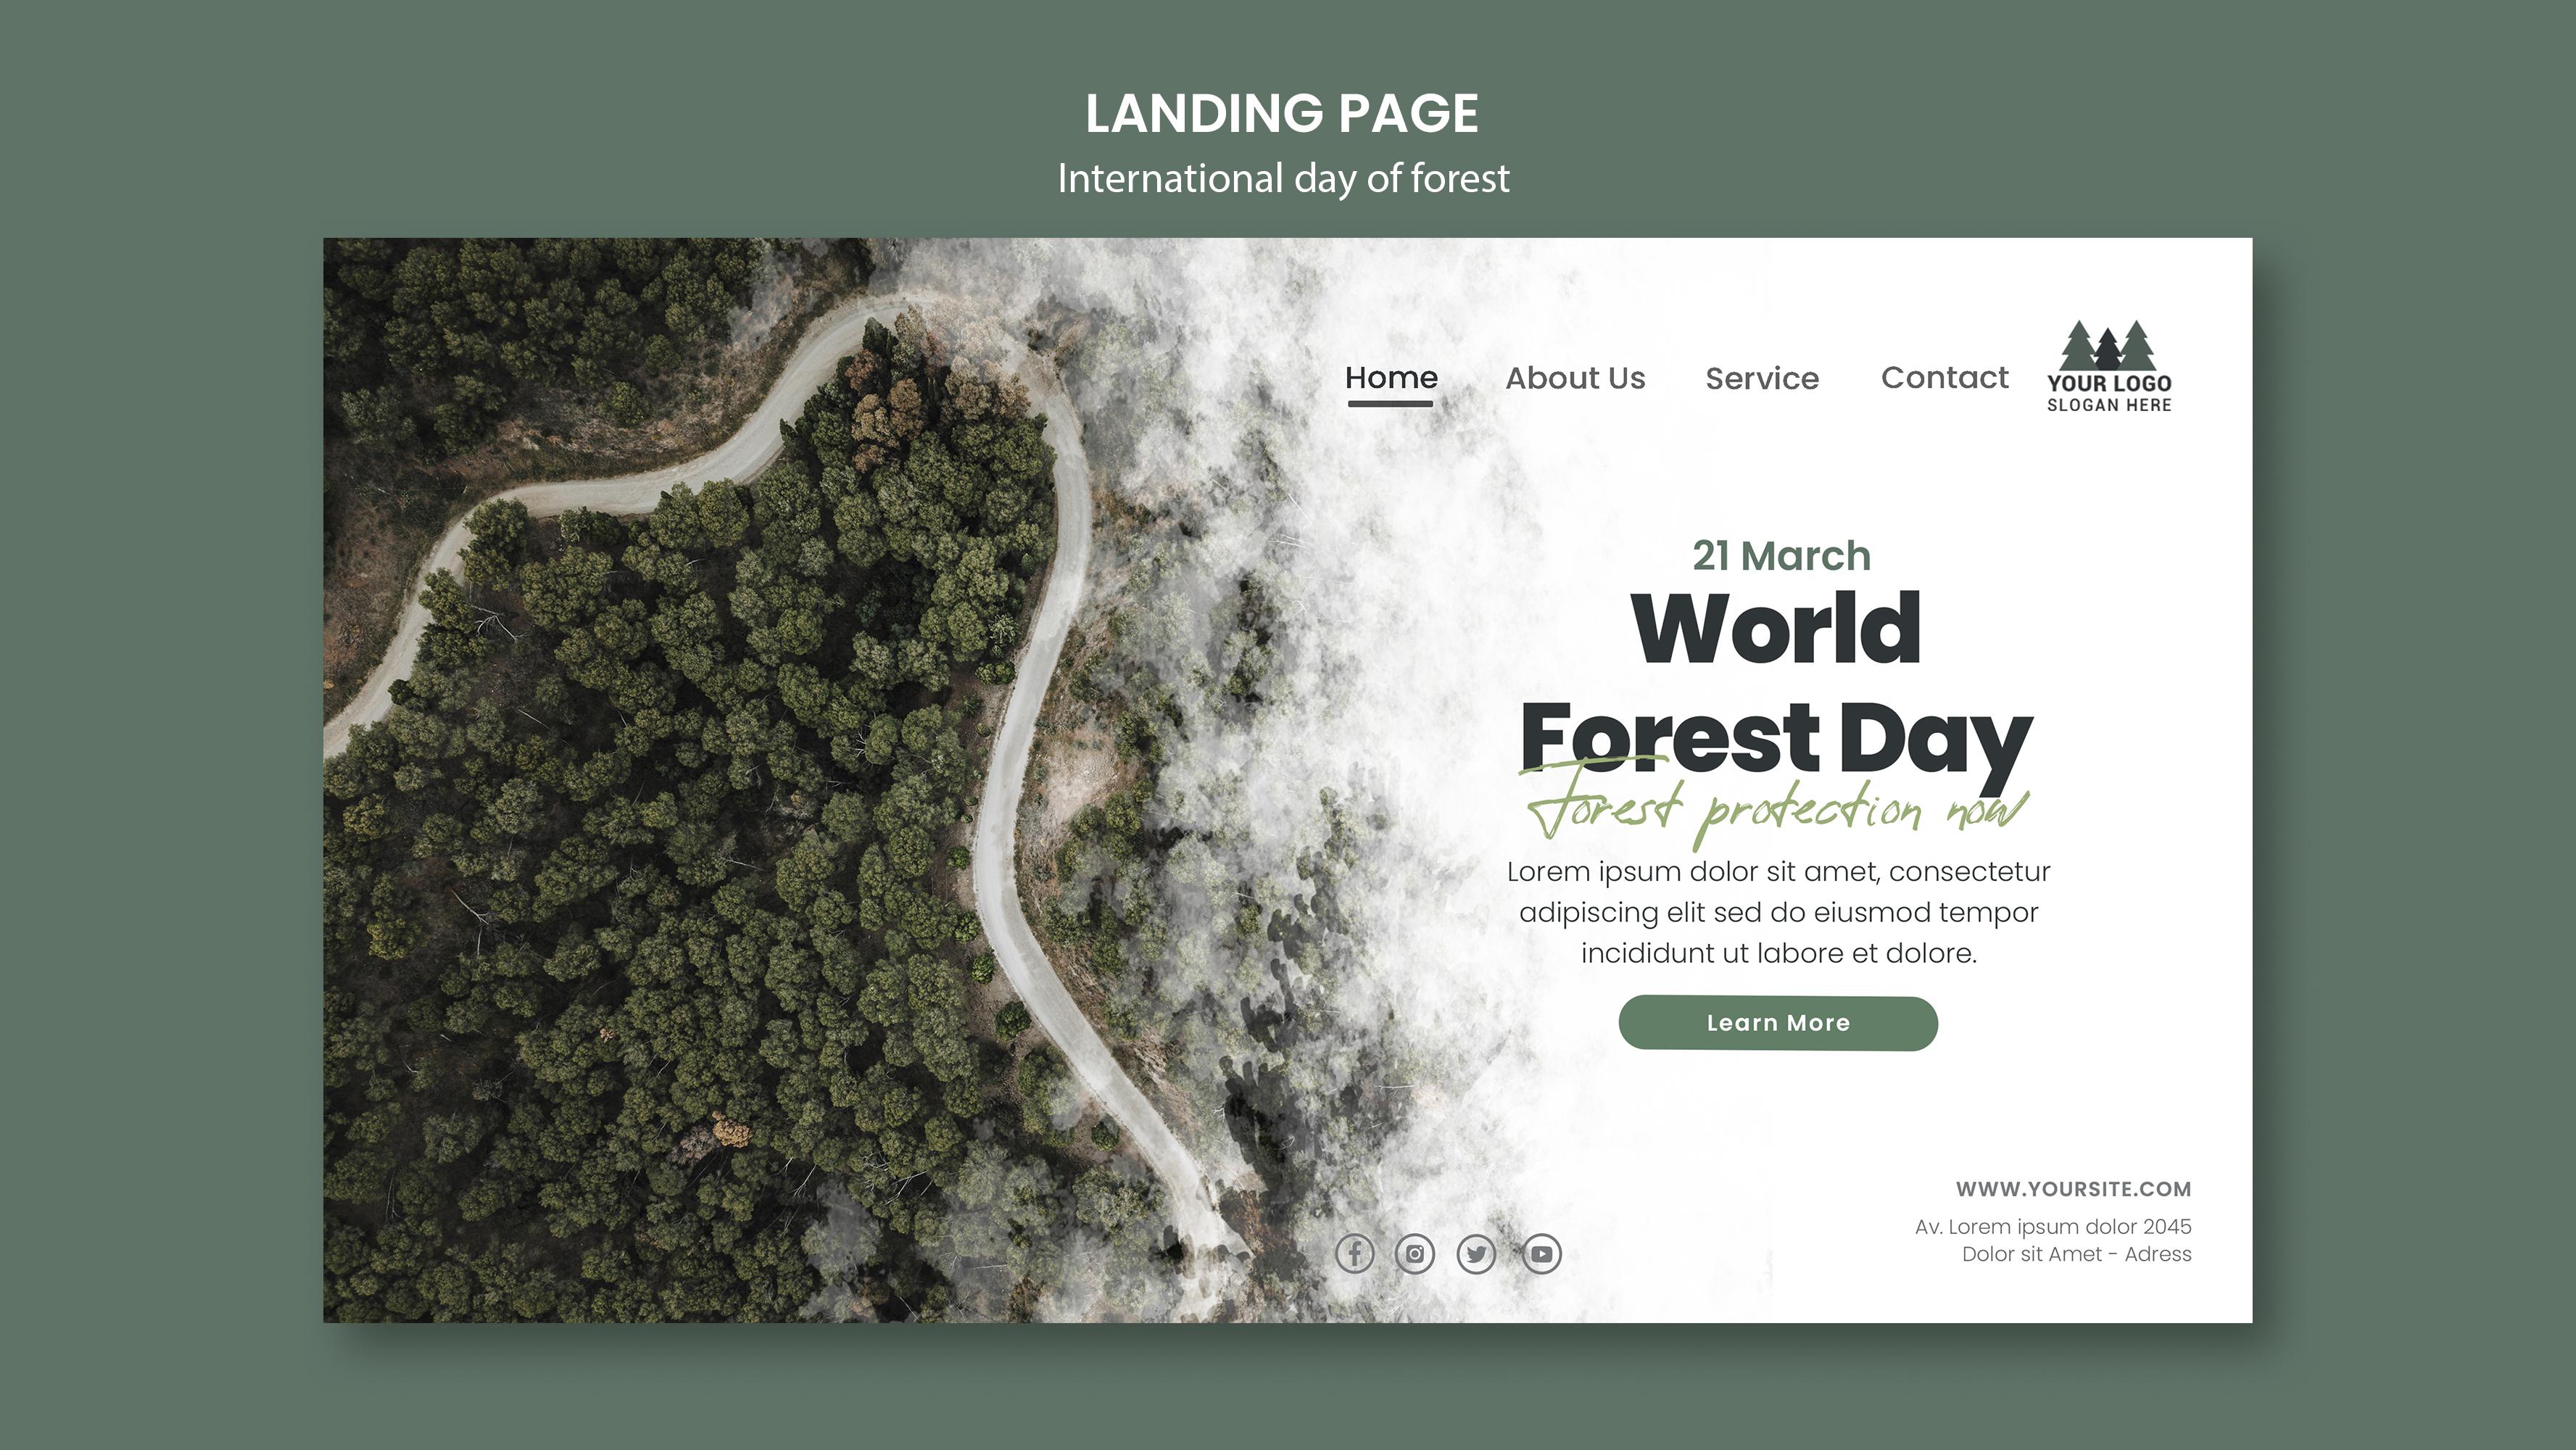 LANDING PAGE
International day of forest
Home About Us Service Contact
YOUR LOGO
SLOGAN HERE
21 March
World
Forest Day
Forest protection now
Lorem ipsum dolor sit amet, consectetur
adipiscing elit sed do eiusmod tempor
incididunt ut labore et dolore.
Learn More
WWW.YOURSITE.COM
Av. Lorem ipsum dolor 2045
Dolor sit Amet - Adress